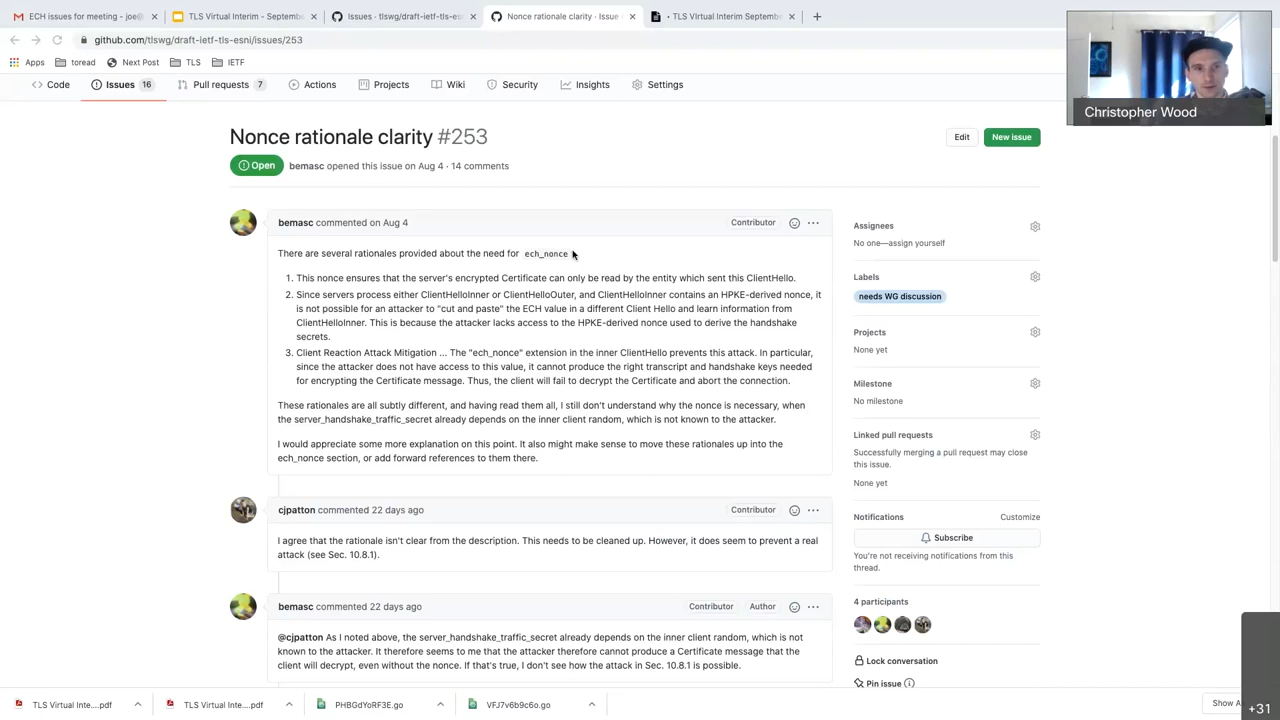 ECH issues for meeting - joe@
TLS Virtual Interim - Septembe
Issues · tlswg/draft-ietf-tls-esn
Nonce rationale clarity · Issue
• TLS VIrtual Interim Septemb
github.com/tlswg/draft-ietf-tls-esni/issues/253
Apps
toread
Next Post
TLS
IETF
Code
Issues 16
Pull requests 7
Actions
Projects
Wiki
Security
Insights
Settings
Christopher Wood
Nonce rationale clarity #253
Edit
New issue
Open
bemasc opened this issue on Aug 4 · 14 comments
bemasc commented on Aug 4
Contributor
There are several rationales provided about the need for ech_nonce
1. This nonce ensures that the server's encrypted Certificate can only be read by the entity which sent this ClientHello.
2. Since servers process either ClientHelloInner or ClientHelloOuter, and ClientHelloInner contains an HPKE-derived nonce, it
is not possible for an attacker to "cut and paste" the ECH value in a different Client Hello and learn information from
ClientHelloInner. This is because the attacker lacks access to the HPKE-derived nonce used to derive the handshake
secrets.
3. Client Reaction Attack Mitigation ... The "ech_nonce" extension in the inner ClientHello prevents this attack. In particular,
since the attacker does not have access to this value, it cannot produce the right transcript and handshake keys needed
for encrypting the Certificate message. Thus, the client will fail to decrypt the Certificate and abort the connection.
These rationales are all subtly different, and having read them all, I still don't understand why the nonce is necessary, when
the server_handshake_traffic_secret already depends on the inner client random, which is not known to the attacker.
I would appreciate some more explanation on this point. It also might make sense to move these rationales up into the
ech_nonce section, or add forward references to them there.
cjpatton commented 22 days ago
Contributor
I agree that the rationale isn't clear from the description. This needs to be cleaned up. However, it does seem to prevent a real
attack (see Sec. 10.8.1).
bemasc commented 22 days ago
Contributor
Author
@cjpatton As I noted above, the server_handshake_traffic_secret already depends on the inner client random, which is not
known to the attacker. It therefore seems to me that the attacker therefore cannot produce a Certificate message that the
client will decrypt, even without the nonce. If that's true, I don't see how the attack in Sec. 10.8.1 is possible.
Assignees
No one—assign yourself
Labels
needs WG discussion
Projects
None yet
Milestone
No milestone
Linked pull requests
Successfully merging a pull request may close
this issue.
None yet
Notifications
Customize
Subscribe
You're not receiving notifications from this
thread.
4 participants
Lock conversation
Pin issue
TLS Virtual Inte....pdf
TLS Virtual Inte....pdf
PHBGdYoRF3E.go
VFJ7v6b9c6o.go
Show A
+31